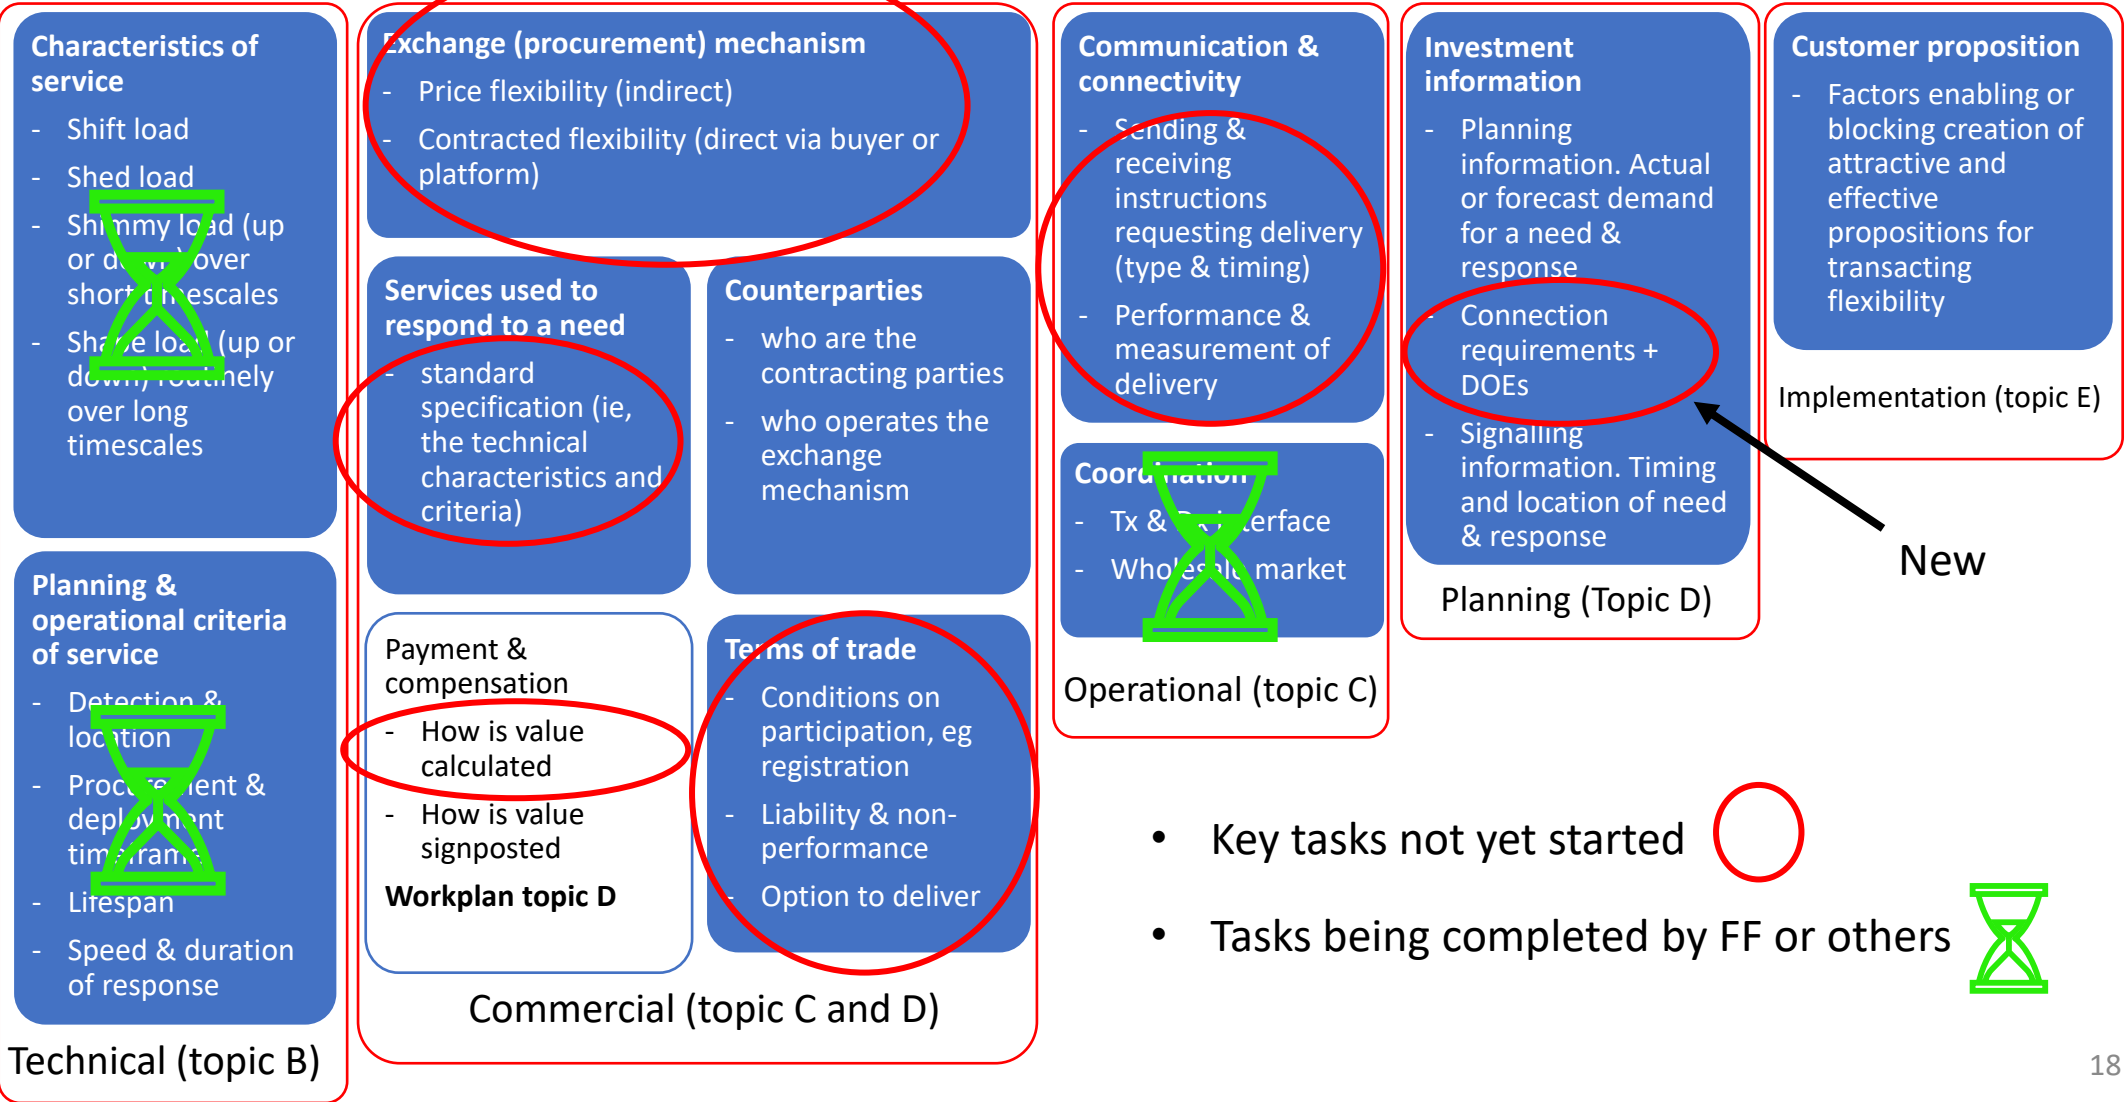 Characteristics of
service
- Shift load
- Shed load
- Shimmy load (up
or down) over
short timescales
- Shape load (up or
down) routinely
over long
timescales
Planning &
operational criteria
of service
- Detection &
location
- Procurement &
deployment
timeframe
- Lifespan
- Speed & duration
of response
Technical (topic B)
Exchange (procurement) mechanism
- Price flexibility (indirect)
- Contracted flexibility (direct via buyer or
platform)
Services used to
respond to a need
- standard
specification (ie,
the technical
characteristics and
criteria)
Counterparties
- who are the
contracting parties
- who operates the
exchange
mechanism
Payment &
compensation
- How is value
calculated
- How is value
signposted
Workplan topic D
Terms of trade
- Conditions on
participation, eg
registration
- Liability & non-
performance
- Option to deliver
Commercial (topic C and D)
Communication &
connectivity
- Sending &
receiving
instructions
requesting delivery
(type & timing)
- Performance &
measurement of
delivery
Coordination
- Tx & Dx interface
- Wholesale market
Operational (topic C)
Investment
information
- Planning
information. Actual
or forecast demand
for a need &
response
- Connection
requirements +
DOEs
- Signalling
information. Timing
and location of need
& response
Planning (Topic D)
Customer proposition
- Factors enabling or
blocking creation of
attractive and
effective
propositions for
transacting
flexibility
Implementation (topic E)
New
• Key tasks not yet started
• Tasks being completed by FF or others
18